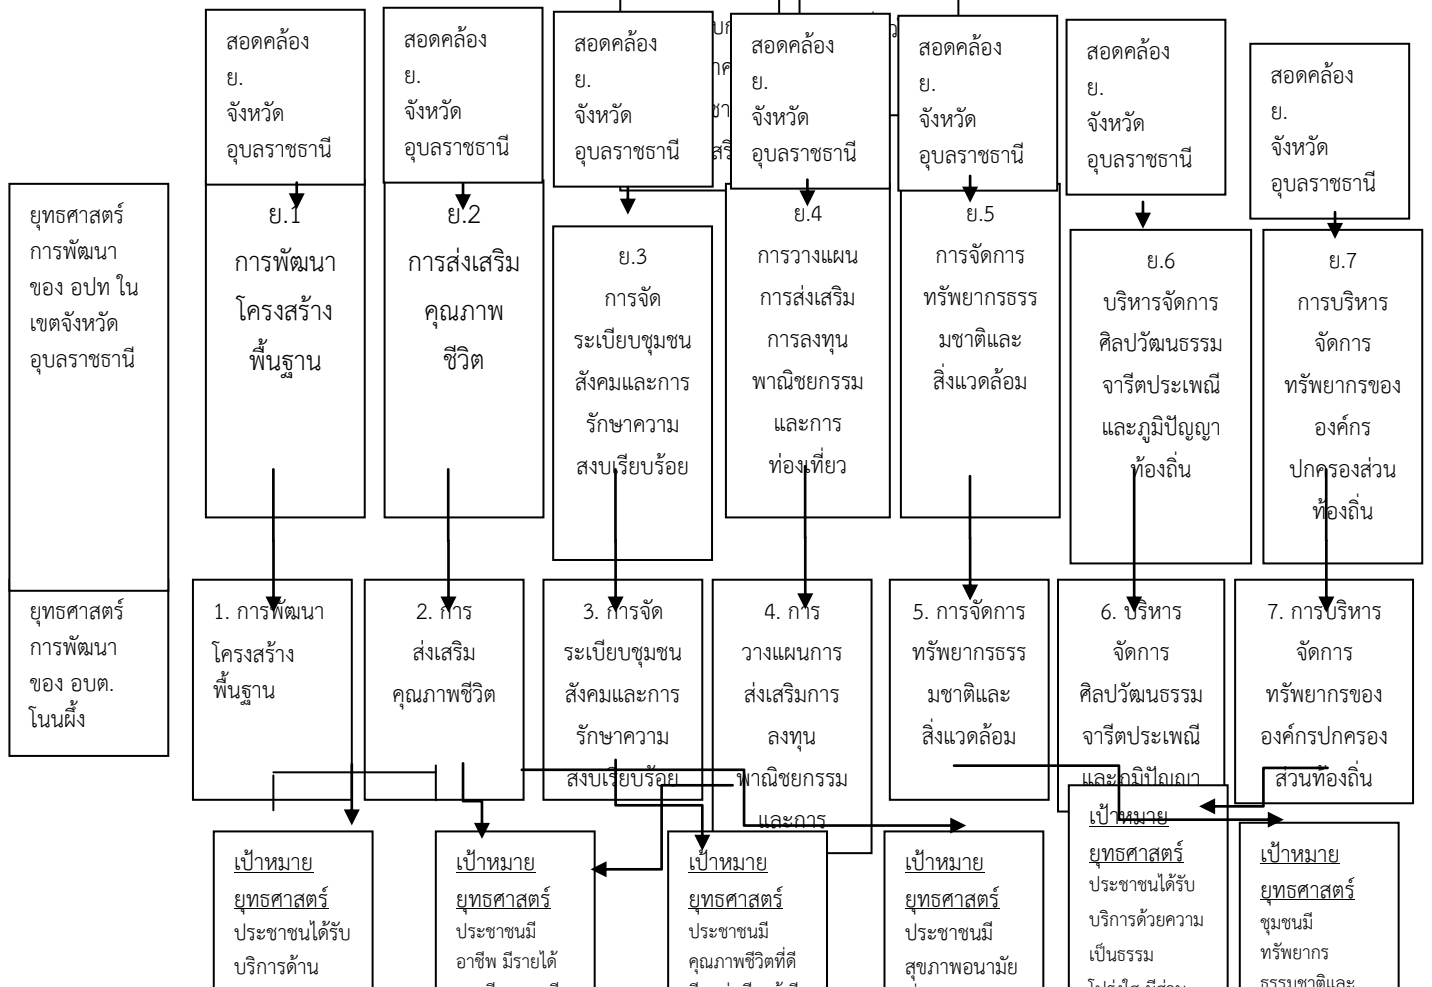 สอดคล้อง
ย.
จังหวัด
อุบลราชธานี
สอดคล้อง
ย.
จังหวัด
อุบลราชธานี
สอดคล้อง
ย.
จังหวัด
อุบลราชธานี
สอดคล้อง
ย.
จังหวัด
อุบลราชธานี
สอดคล้อง
ย.
จังหวัด
อุบลราชธานี
สอดคล้อง
ย.
จังหวัด
อุบลราชธานี
สอดคล้อง
ย.
จังหวัด
อุบลราชธานี
ยุทธศาสตร์
การพัฒนา
ของ อปท ใน
เขตจังหวัด
อุบลราชธานี
ย.1
การพัฒนา
โครงสร้าง
พื้นฐาน
ย.2
การส่งเสริม
คุณภาพ
ชีวิต
ย.3
การจัด
ระเบียบชุมชน
สังคมและการ
รักษาความ
สงบเรียบร้อย
ย.4
การวางแผน
การส่งเสริม
การลงทุน
พาณิชยกรรม
และการ
ท่องเที่ยว
ย.5
การจัดการ
ทรัพยากรธรร
มชาติและ
สิ่งแวดล้อม
ย.6
บริหารจัดการ
ศิลปวัฒนธรรม
จารีตประเพณี
และภูมิปัญญา
ท้องถิ่น
ย.7
การบริหาร
จัดการ
ทรัพยากรของ
องค์กร
ปกครองส่วน
ท้องถิ่น
ยุทธศาสตร์
การพัฒนา
ของ อบต.
โนนผึ้ง
1. การพัฒนา
โครงสร้าง
พื้นฐาน
2. การ
ส่งเสริม
คุณภาพชีวิต
3. การจัด
ระเบียบชุมชน
สังคมและการ
รักษาความ
สงบเรียบร้อย
4. การ
วางแผนการ
ส่งเสริมการ
ลงทุน
พาณิชยกรรม
และการ
5. การจัดการ
ทรัพยากรธรร
มชาติและ
สิ่งแวดล้อม
6. บริหาร
จัดการ
ศิลปวัฒนธรรม
จารีตประเพณี
และภูมิปัญญา
7. การบริหาร
จัดการ
ทรัพยากรของ
องค์กรปกครอง
ส่วนท้องถิ่น
เป้าหมาย
ยุทธศาสตร์
ประชาชนได้รับ
บริการด้าน
เป้าหมาย
ยุทธศาสตร์
ประชาชนมี
อาชีพ มีรายได้
เป้าหมาย
ยุทธศาสตร์
ประชาชนมี
คุณภาพชีวิตที่ดี
เป้าหมาย
ยุทธศาสตร์
ประชาชนมี
สุขภาพอนามัย
เป้าหมาย
ยุทธศาสตร์
ประชาชนได้รับ
บริการด้วยความ
เป็นธรรม
เป้าหมาย
ยุทธศาสตร์
ชุมชนมี
ทรัพยากร
ธรรมชาติและ